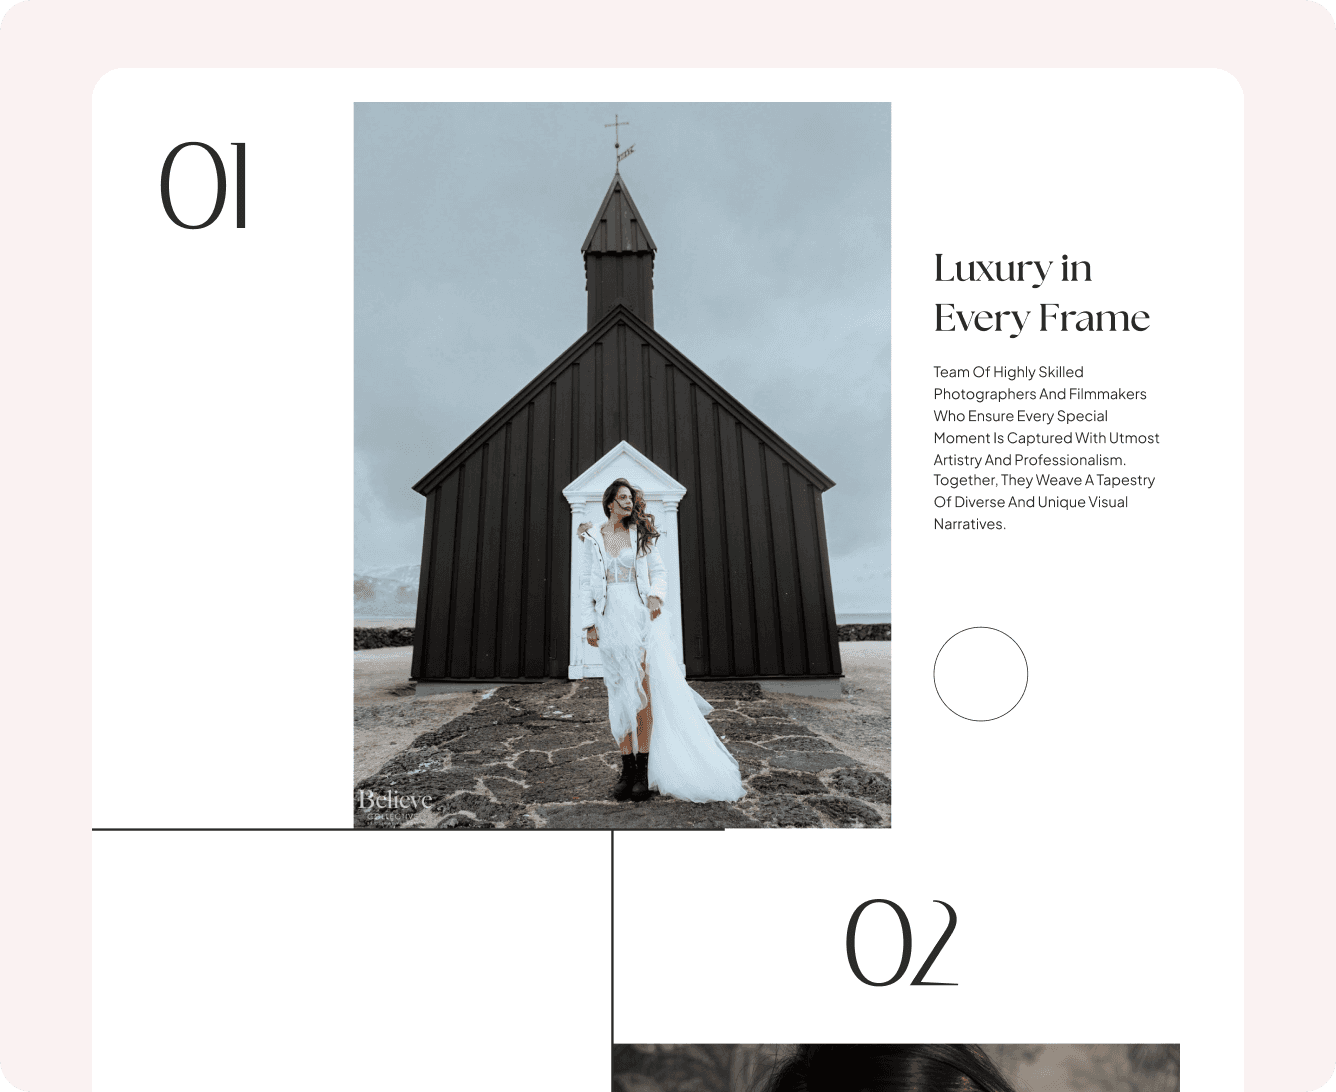 01
Luxury in
Every Frame
Team Of Highly Skilled
Photographers And Filmmakers
Who Ensure Every Special
Moment Is Captured With Utmost
Artistry And Professionalism.
Together, They Weave A Tapestry
Of Diverse And Unique Visual
Narratives.
Believe
COLLECTIVE
02